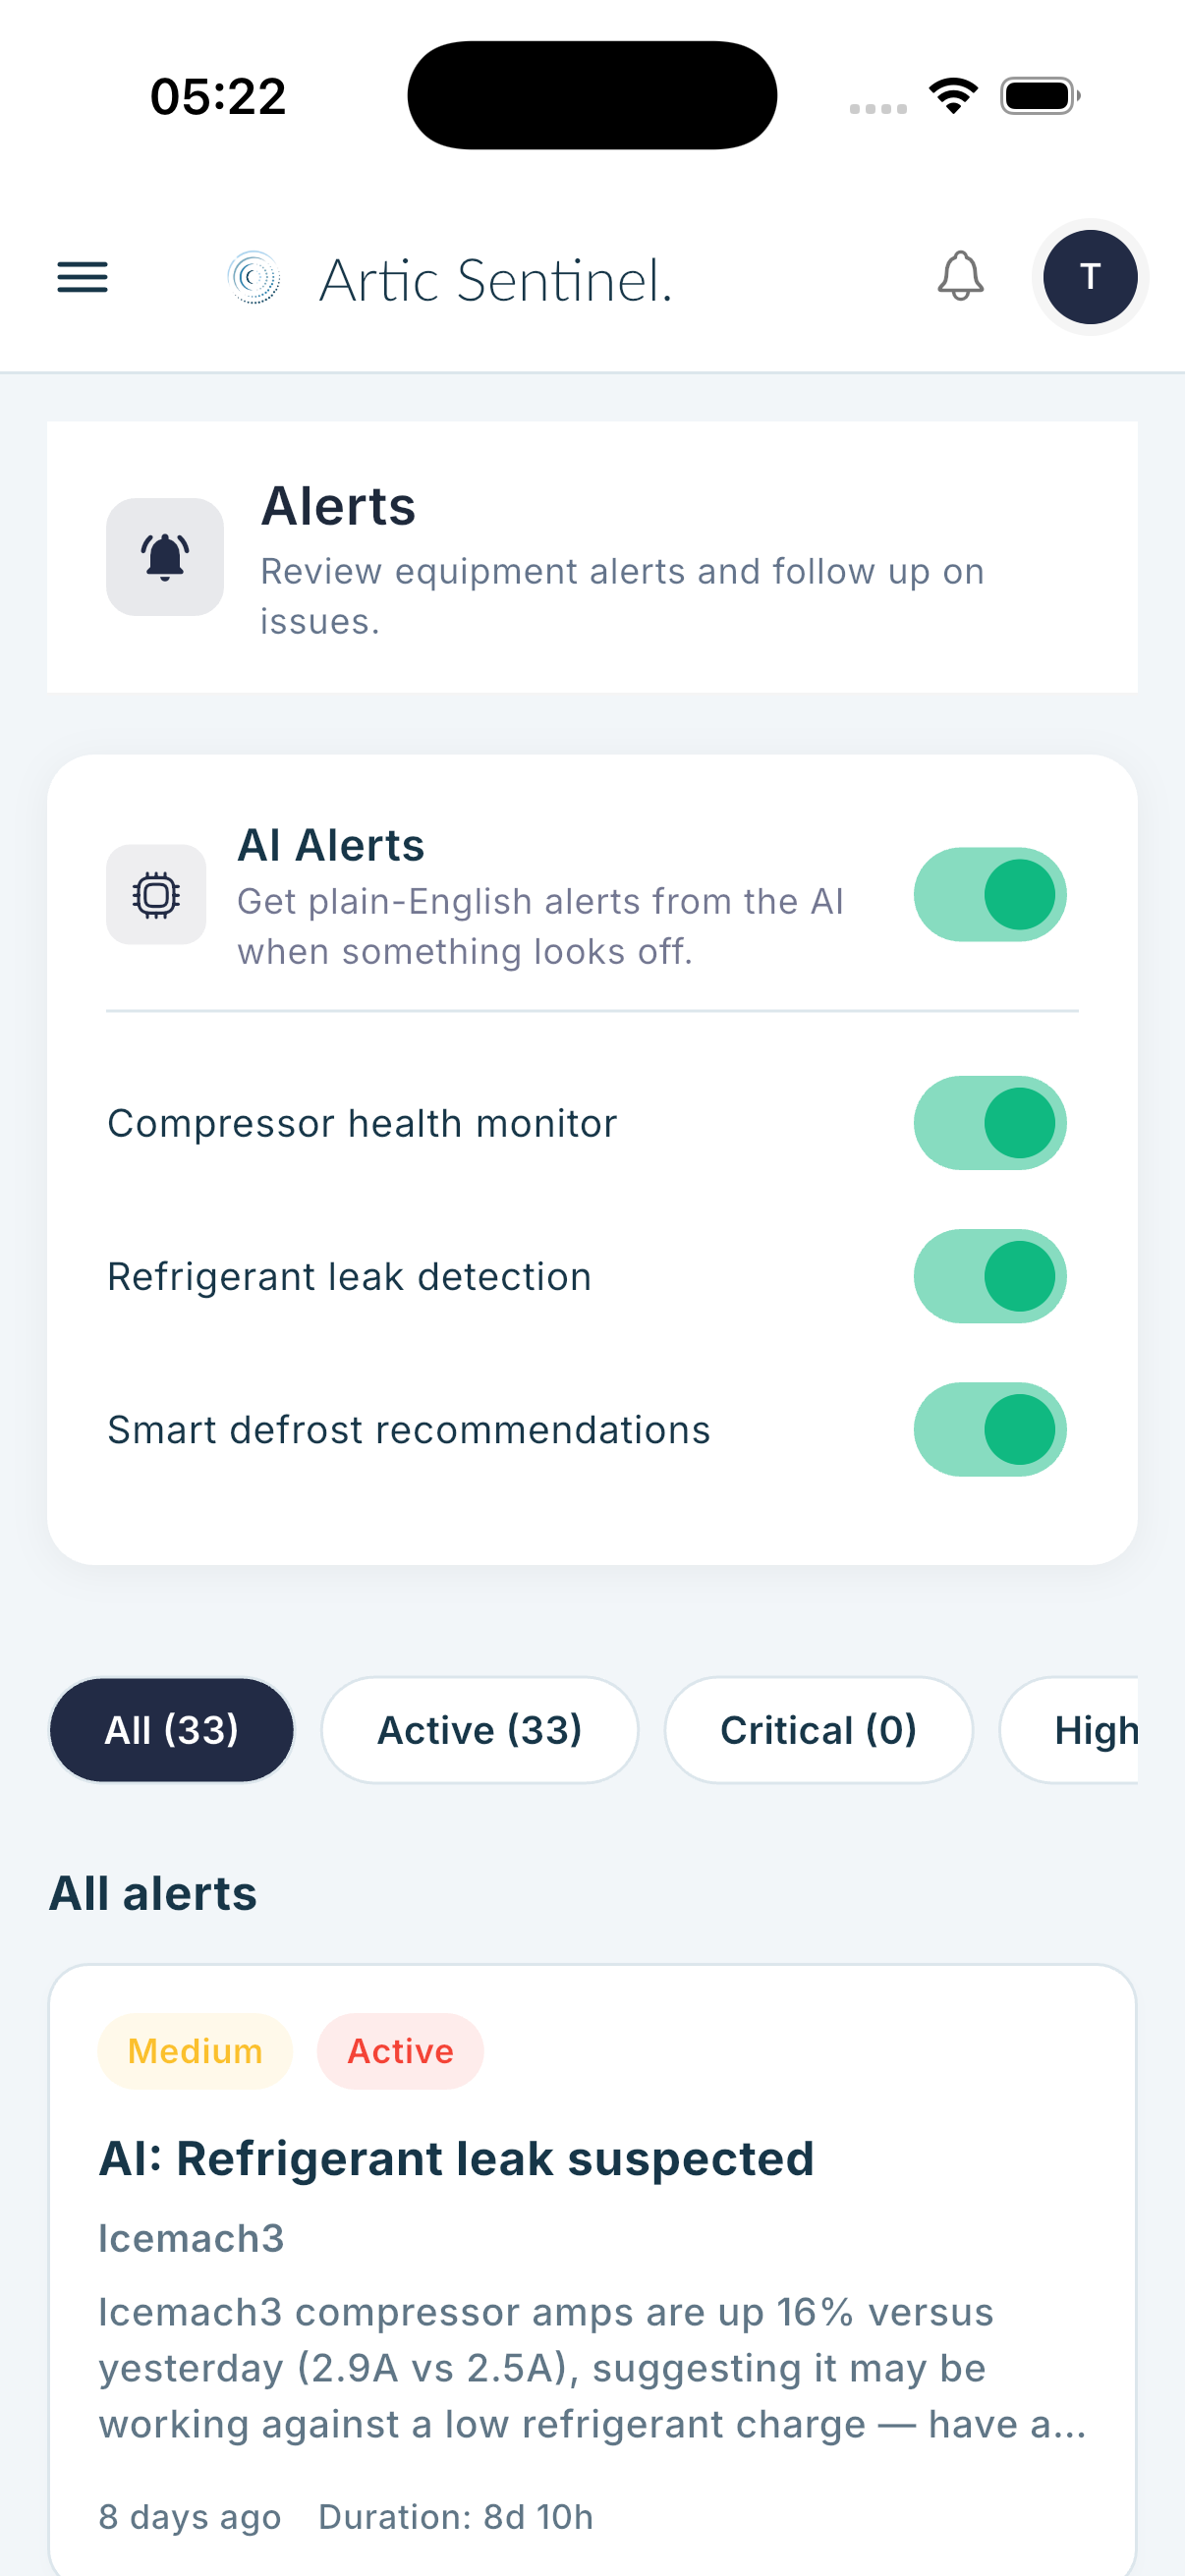 05:22
Artic Sentinel.
T
Alerts
Review equipment alerts and follow up on
issues.
AI Alerts
Get plain-English alerts from the AI
when something looks off.
Compressor health monitor
Refrigerant leak detection
Smart defrost recommendations
All (33) Active (33) Critical (0) High
All alerts
Medium Active
AI: Refrigerant leak suspected
Icemach3
Icemach3 compressor amps are up 16% versus
yesterday (2.9A vs 2.5A), suggesting it may be
working against a low refrigerant charge — have a...
8 days ago Duration: 8d 10h